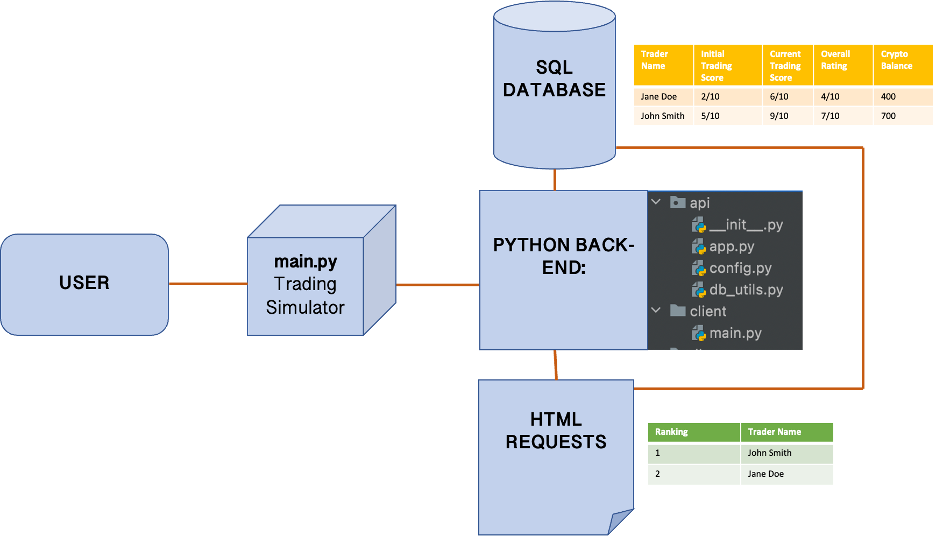 SQL
DATABASE
Trader Name Initial Trading Score Current Trading Score Overall Rating Crypto Balance
Jane Doe 2/10 6/10 4/10 400
John Smith 5/10 9/10 7/10 700
USER
main.py
Trading
Simulator
PYTHON BACK-
END:
api
__init__.py
app.py
config.py
db_utils.py
client
main.py
HTML
REQUESTS
Ranking Trader Name
1 John Smith
2 Jane Doe